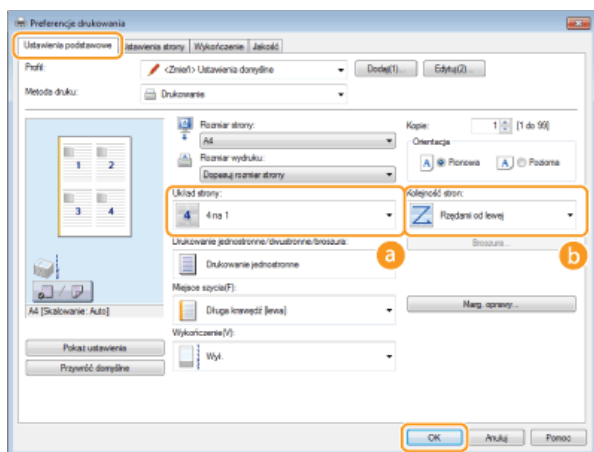 Preferencje drukowania
Ustawienia podstawowe Ustawienia strony Wykończenie Jakość
Profil: <Zmień> Ustawienia domyślne Dodaj(1)... Edytuj(2)...
Metoda druku: Drukowanie
Rozmiar strony: Kopie: 1 [1 do 99]
A4 Orientacja
Rozmiar wydruku: A Pionowa A Pozioma
Dopasuj rozmiar strony
1 2
3 4
Układ strony: Kolejność stron:
4 4 na 1 Rzędami od lewej
a b
Drukowanie jednostronne/dwustronne/broszura: Broszura...
Drukowanie jednostronne
Miejsce szycia(F): Marg. oprawy...
A4 [Skalowanie: Auto] Długa krawędź [lewa]
Wykończenie(V):
Pokaż ustawienia Wył.
Przywróć domyślne
OK Anuluj Pomoc